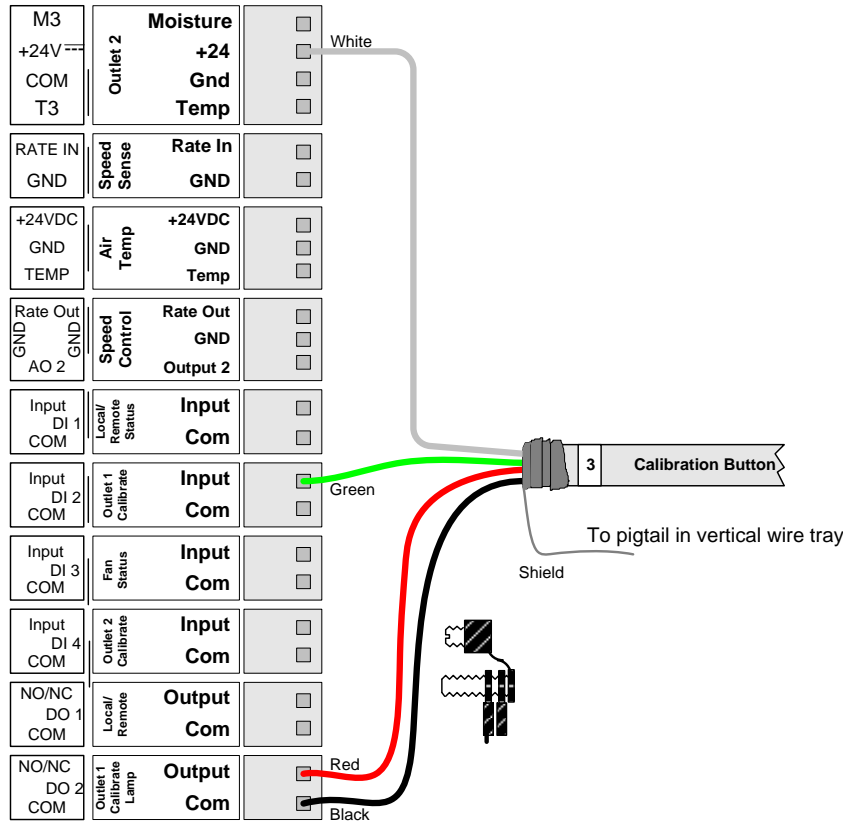 M3
+24V
COM
T3
Outlet 2
Moisture
+24
Gnd
Temp
White
RATE IN
GND
Speed
Sense
Rate In
GND
+24VDC
GND
TEMP
Air
Temp
+24VDC
GND
Temp
Rate Out
GND
GND
AO 2
Speed
Control
Rate Out
GND
Output 2
Input
DI 1
COM
Local/
Remote
Status
Input
Com
Input
DI 2
COM
Outlet 1
Calibrate
Input
Com
Green
3
Calibration Button
To pigtail in vertical wire tray
Shield
Input
DI 3
COM
Fan
Status
Input
Com
Input
DI 4
COM
Outlet 2
Calibrate
Input
Com
NO/NC
DO 1
COM
Local/
Remote
Output
Com
NO/NC
DO 2
COM
Outlet 1
Calibrate
Lamp
Output
Com
Red
Black